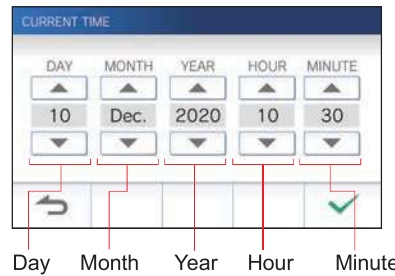 CURRENT TIME
DAY MONTH YEAR HOUR MINUTE
10 Dec. 2020 10 30
Day Month Year Hour Minute